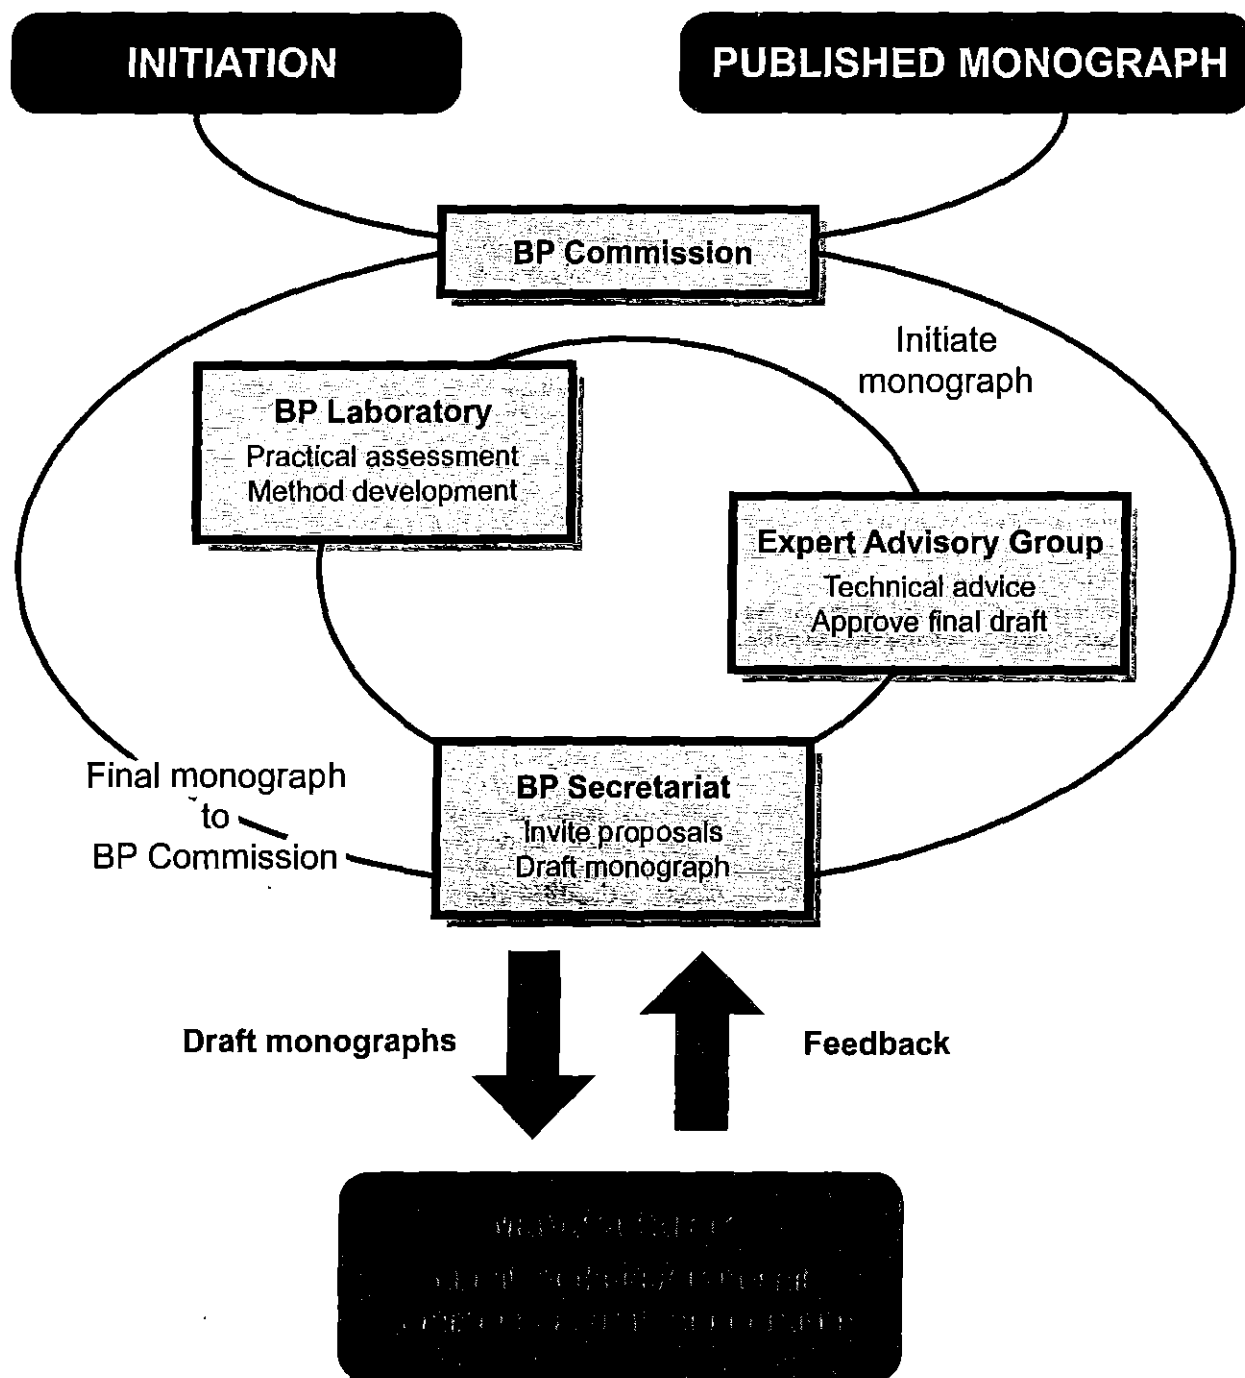 INITIATION
PUBLISHED MONOGRAPH
BP Commission
Initiate
monograph
BP Laboratory
Practical assessment
Method development
Expert Advisory Group
Technical advice
Approve final draft
Final monograph
to
BP Commission
BP Secretariat
Invite proposals
Draft monograph
Draft monographs
Feedback